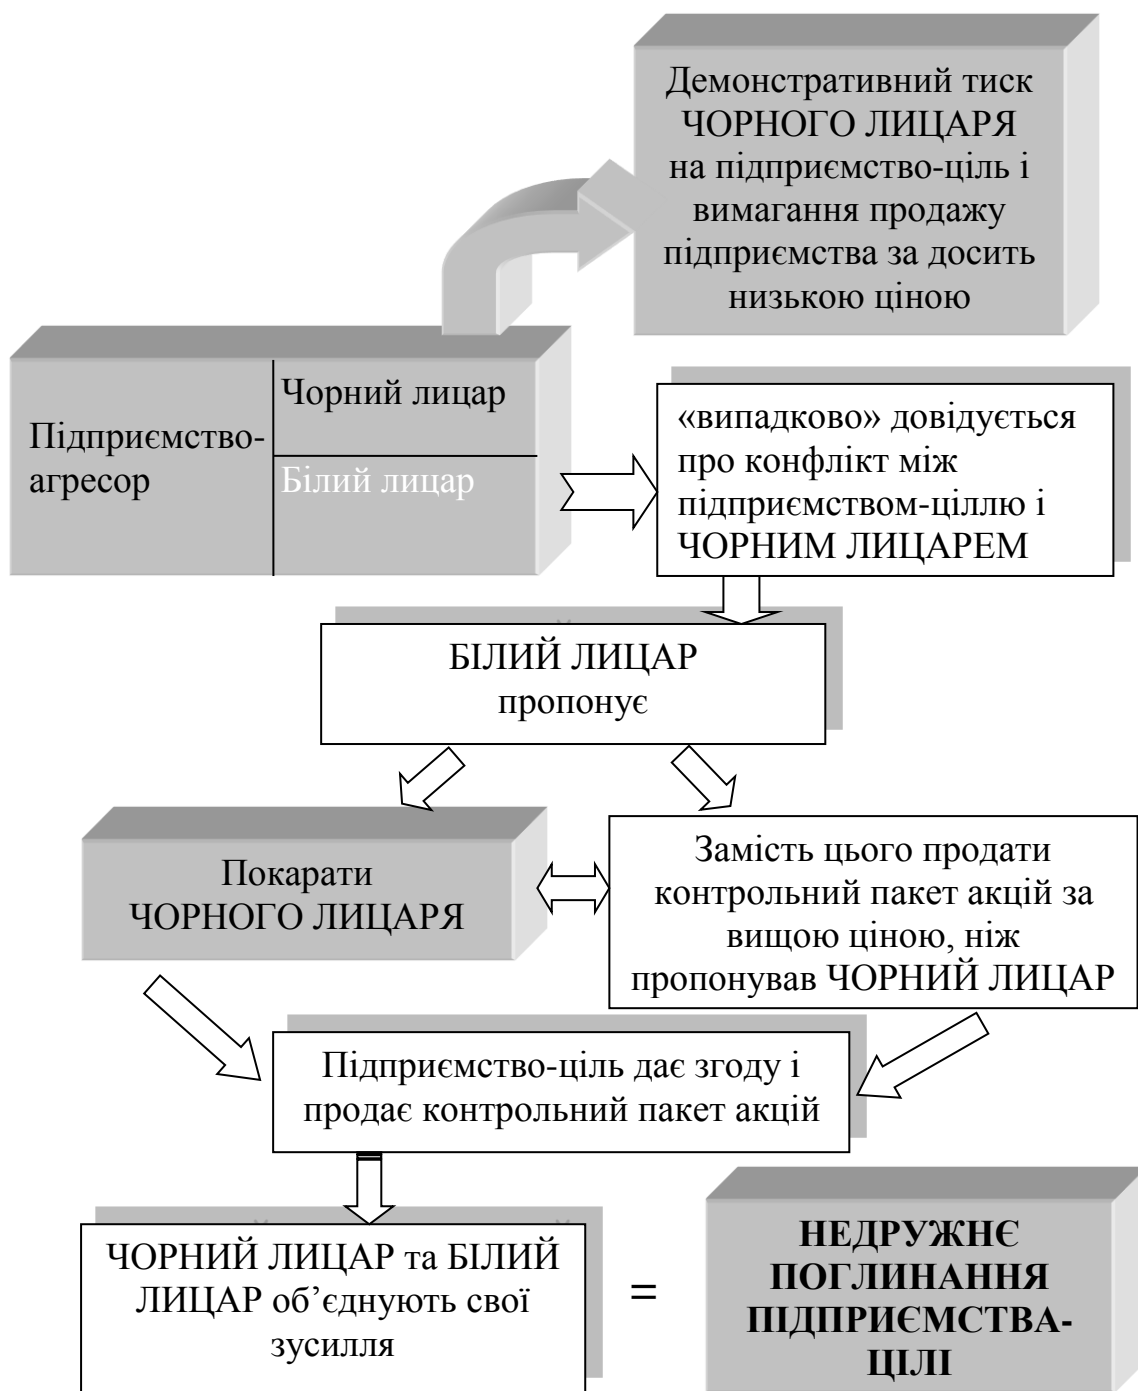 Демонстративний тиск
ЧОРНОГО ЛИЦАРЯ
на підприємство-ціль і
вимагання продажу
підприємства за досить
низькою ціною
Підприємство-
агресор
Чорний лицар
Білий лицар
«випадково» довідується
про конфлікт між
підприємством-ціллю і
ЧОРНИМ ЛИЦАРЕМ
БІЛИЙ ЛИЦАР
пропонує
Покарати
ЧОРНОГО ЛИЦАРЯ
Замість цього продати
контрольний пакет акцій за
вищою ціною, ніж
пропонував ЧОРНИЙ ЛИЦАР
Підприємство-ціль дає згоду і
продає контрольний пакет акцій
ЧОРНИЙ ЛИЦАР та БІЛИЙ
ЛИЦАР об’єднують свої
зусилля
=
НЕДРУЖНЄ
ПОГЛИНАННЯ
ПІДПРИЄМСТВА-
ЦІЛІ